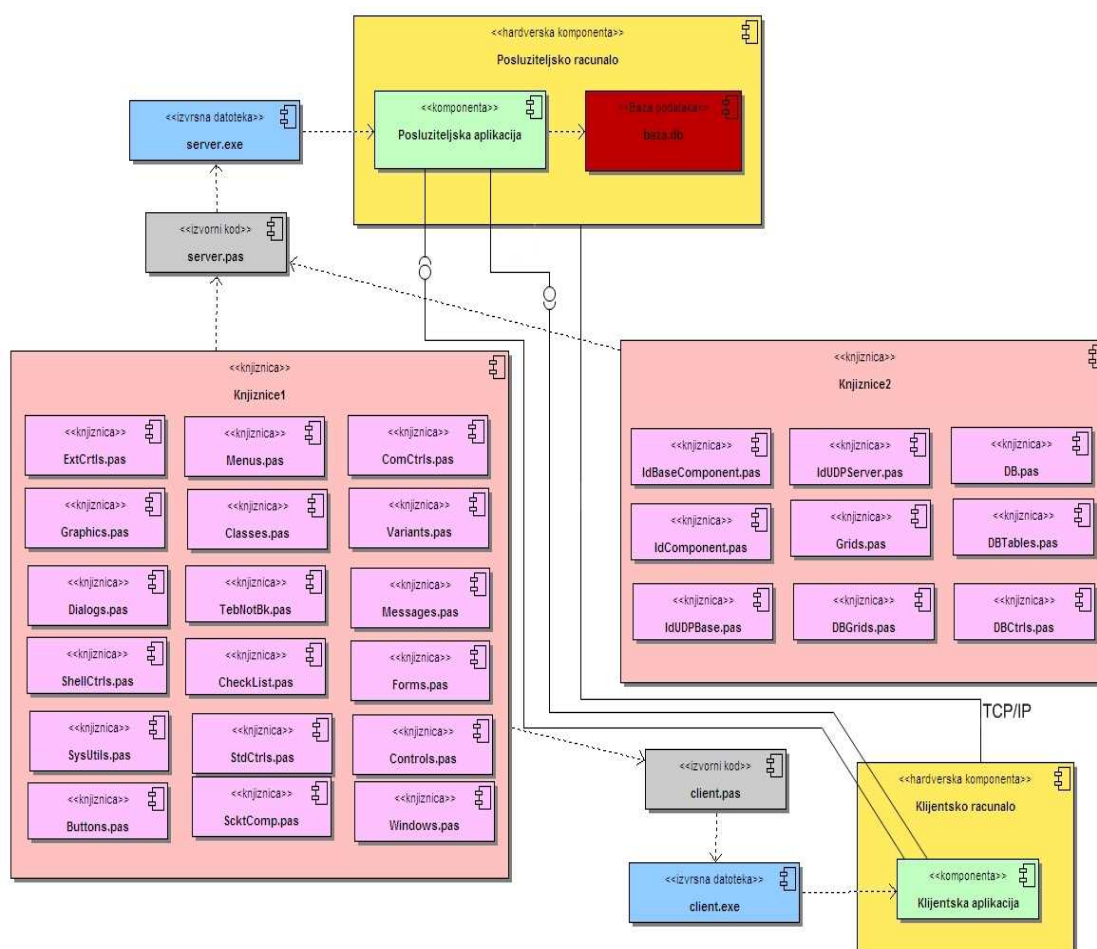 <<hardverska komponenta>>
Posluziteljsko racunalo
<<komponenta>>
Posluziteljska aplikacija
<<Baza podataka>>
baza.db
<<izvrsna datoteka>>
server.exe
<<izvorni kod>>
server.pas
<<knjiznica>>
Knjiznice1
<<knjiznica>>
ExtCrtls.pas
<<knjiznica>>
Menus.pas
<<knjiznica>>
ComCtrls.pas
<<knjiznica>>
Graphics.pas
<<knjiznica>>
Classes.pas
<<knjiznica>>
Variants.pas
<<knjiznica>>
Dialogs.pas
<<knjiznica>>
TebNotBk.pas
<<knjiznica>>
Messages.pas
<<knjiznica>>
ShellCtrls.pas
<<knjiznica>>
CheckList.pas
<<knjiznica>>
Forms.pas
<<knjiznica>>
SysUtils.pas
<<knjiznica>>
StdCtrls.pas
<<knjiznica>>
Controls.pas
<<knjiznica>>
Buttons.pas
<<knjiznica>>
ScktComp.pas
<<knjiznica>>
Windows.pas
<<knjiznica>>
Knjiznice2
<<knjiznica>>
IdBaseComponent.pas
<<knjiznica>>
IdUDPServer.pas
<<knjiznica>>
DB.pas
<<knjiznica>>
IdComponent.pas
<<knjiznica>>
Grids.pas
<<knjiznica>>
DBTables.pas
<<knjiznica>>
IdUDPBase.pas
<<knjiznica>>
DBGrids.pas
<<knjiznica>>
DBCtrls.pas
TCP/IP
<<izvorni kod>>
client.pas
<<izvrsna datoteka>>
client.exe
<<hardverska komponenta>>
Klijentsko racunalo
<<komponenta>>
Klijentska aplikacija